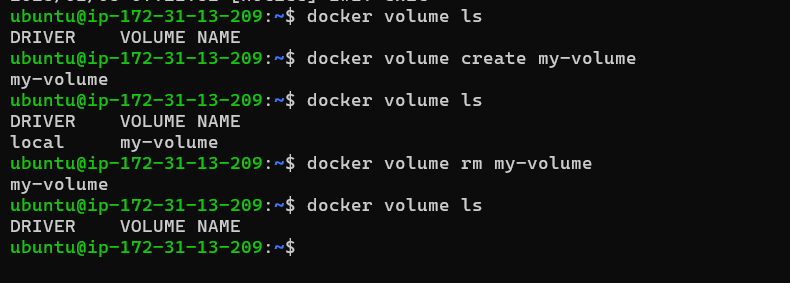 ubuntu@ip-172-31-13-209:~$ docker volume ls
DRIVER    VOLUME NAME
ubuntu@ip-172-31-13-209:~$ docker volume create my-volume
my-volume
ubuntu@ip-172-31-13-209:~$ docker volume ls
DRIVER    VOLUME NAME
local     my-volume
ubuntu@ip-172-31-13-209:~$ docker volume rm my-volume
my-volume
ubuntu@ip-172-31-13-209:~$ docker volume ls
DRIVER    VOLUME NAME
ubuntu@ip-172-31-13-209:~$